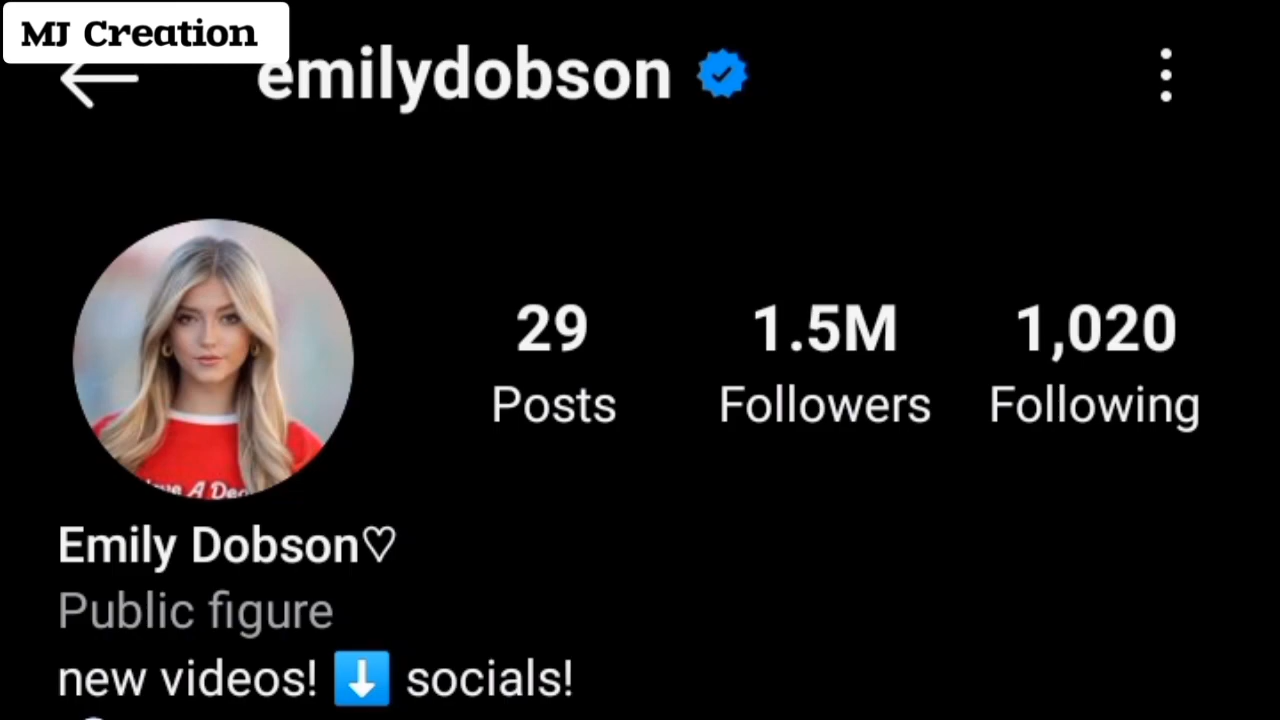 MJ Creation
emilydobson
29 1.5M 1,020
Posts Followers Following
A
Emily Dobson♡
Public figure
new videos! ⬇️ socials!